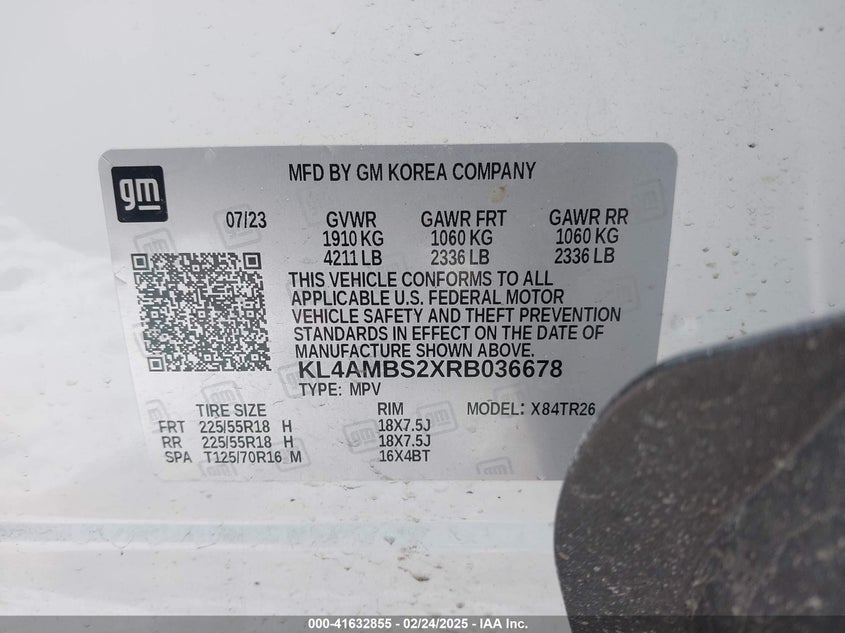 gm
MFD BY GM KOREA COMPANY
07/23 GVWR GAWR FRT GAWR RR
1910 KG 1060 KG 1060 KG
4211 LB 2336 LB 2336 LB
THIS VEHICLE CONFORMS TO ALL
APPLICABLE U.S. FEDERAL MOTOR
VEHICLE SAFETY AND THEFT PREVENTION
STANDARDS IN EFFECT ON THE DATE OF
MANUFACTURE SHOWN ABOVE.
KL4AMBS2XRB036678
TYPE: MPV
TIRE SIZE RIM MODEL: X84TR26
FRT 225/55R18 H 18X7.5J
RR 225/55R18 H 18X7.5J
SPA T125/70R16 M 16X4BT
000-41632855 - 02/24/2025 - IAA Inc.